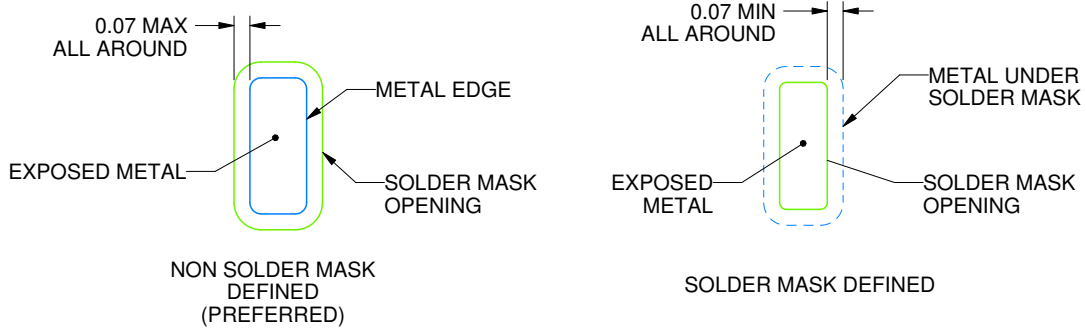 0.07 MAX
ALL AROUND
METAL EDGE
EXPOSED METAL
SOLDER MASK
OPENING
NON SOLDER MASK
DEFINED
(PREFERRED)
0.07 MIN
ALL AROUND
METAL UNDER
SOLDER MASK
EXPOSED
METAL
SOLDER MASK
OPENING
SOLDER MASK DEFINED